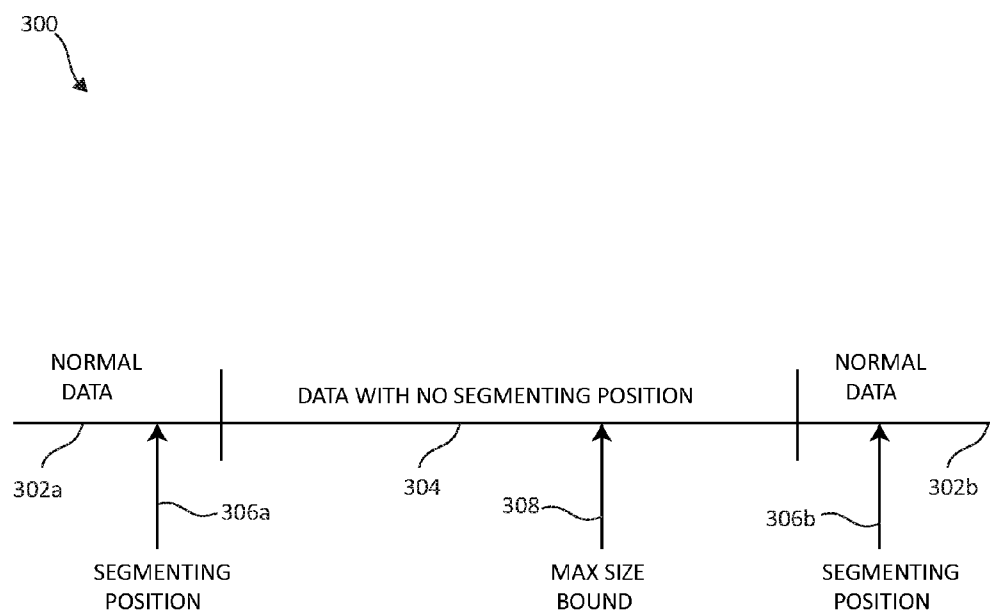 300
NORMAL
DATA
DATA WITH NO SEGMENTING POSITION
NORMAL
DATA
302a
306a
304
308
306b
302b
SEGMENTING
POSITION
MAX SIZE
BOUND
SEGMENTING
POSITION